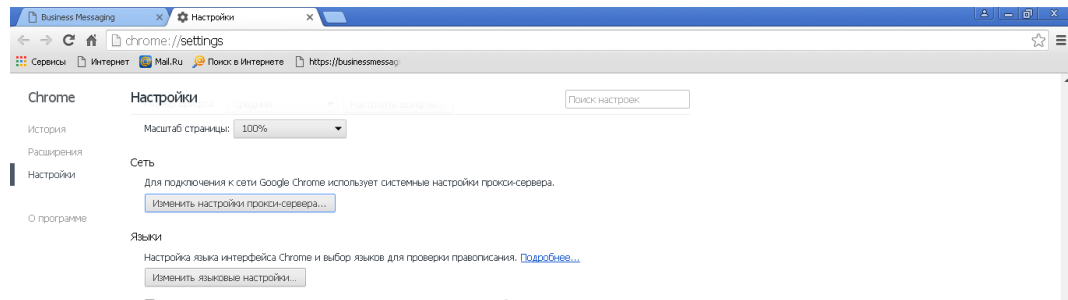 Business Messaging
Настройки
chrome://settings
Сервисы Интернет Mail.Ru Поиск в Интернете https://businessmessag
Chrome
Настройки
Поиск настроек
История
Масштаб страницы: 100%
Расширения
Сеть
Настройки
Для подключения к сети Google Chrome использует системные настройки прокси-сервера.
Изменить настройки прокси-сервера...
О программе
Языки
Настройка языка интерфейса Chrome и выбор языков для проверки правописания. Подробнее...
Изменить языковые настройки...